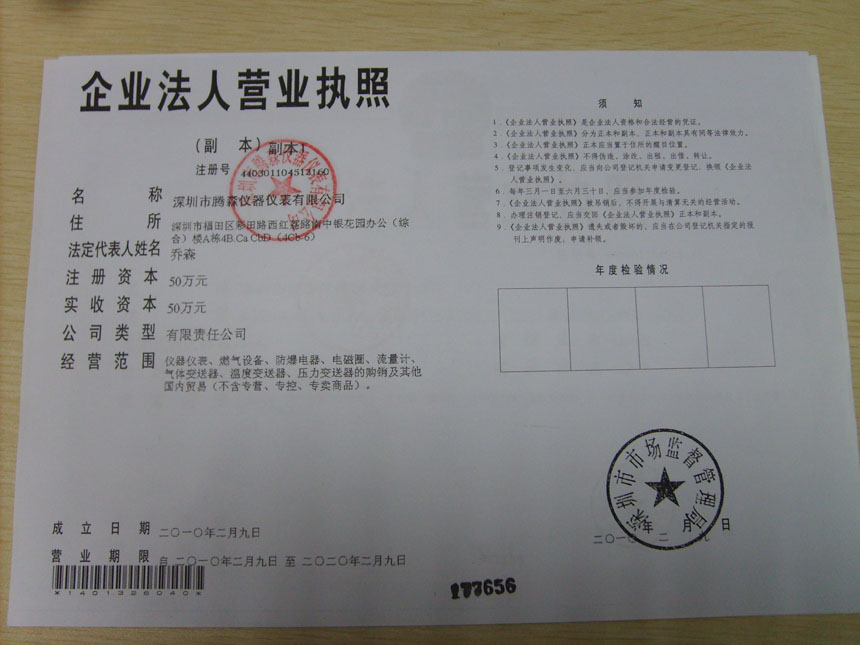 企业法人营业执照
(副 本) 副本1
注册号 440301104513160
名 称 深圳市腾森仪器仪表有限公司
住 所 深圳市福田区彩田路西红荔路南中银花园办公(综
合)楼A栋4B.Ca CbD (4Cb-6)
法定代表人姓名 乔森
注 册 资 本 50万元
实 收 资 本 50万元
公 司 类 型 有限责任公司
经 营 范 围 仪器仪表、燃气设备、防爆电器、电磁圈、流量计、
气体变送器、温度变送器、压力变送器的购销及其他
国内贸易(不含专营、专控、专卖商品)。
成 立 日 期 二〇一〇年二月九日
营 业 期 限 自 二〇一〇年二月九日 至 二〇二〇年二月九日
*1401326040*
须 知
1.《企业法人营业执照》是企业法人资格和合法经营的凭证。
2.《企业法人营业执照》分为正本和副本,正本和副本具有同等法律效力。
3.《企业法人营业执照》正本应当置于住所的醒目位置。
4.《企业法人营业执照》不得伪造、涂改、出租、出借、转让。
5.登记事项发生变化,应当向公司登记机关申请变更登记,换领《企业
法人营业执照》。
6.每年三月一日至六月三十日,应当参加年度检验。
7.《企业法人营业执照》被吊销后,不得开展与清算无关的经营活动。
8.办理注销登记,应当交回《企业法人营业执照》正本和副本。
9.《企业法人营业执照》遗失或者毁坏的,应当在公司登记机关指定的报
刊上声明作废,申请补领。
年度检验情况
深圳市市场监督管理局
年 月 日
二〇一〇 二 九日
177656